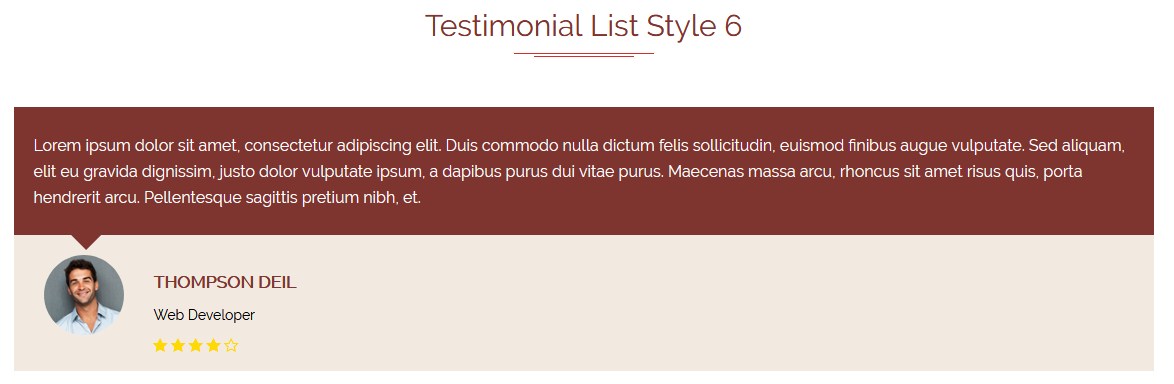 Testimonial List Style 6
Lorem ipsum dolor sit amet, consectetur adipiscing elit. Duis commodo nulla dictum felis sollicitudin, euismod finibus augue vulputate. Sed aliquam,
elit eu gravida dignissim, justo dolor vulputate ipsum, a dapibus purus dui vitae purus. Maecenas massa arcu, rhoncus sit amet risus quis, porta
hendrerit arcu. Pellentesque sagittis pretium nibh, et.
THOMPSON DEIL
Web Developer